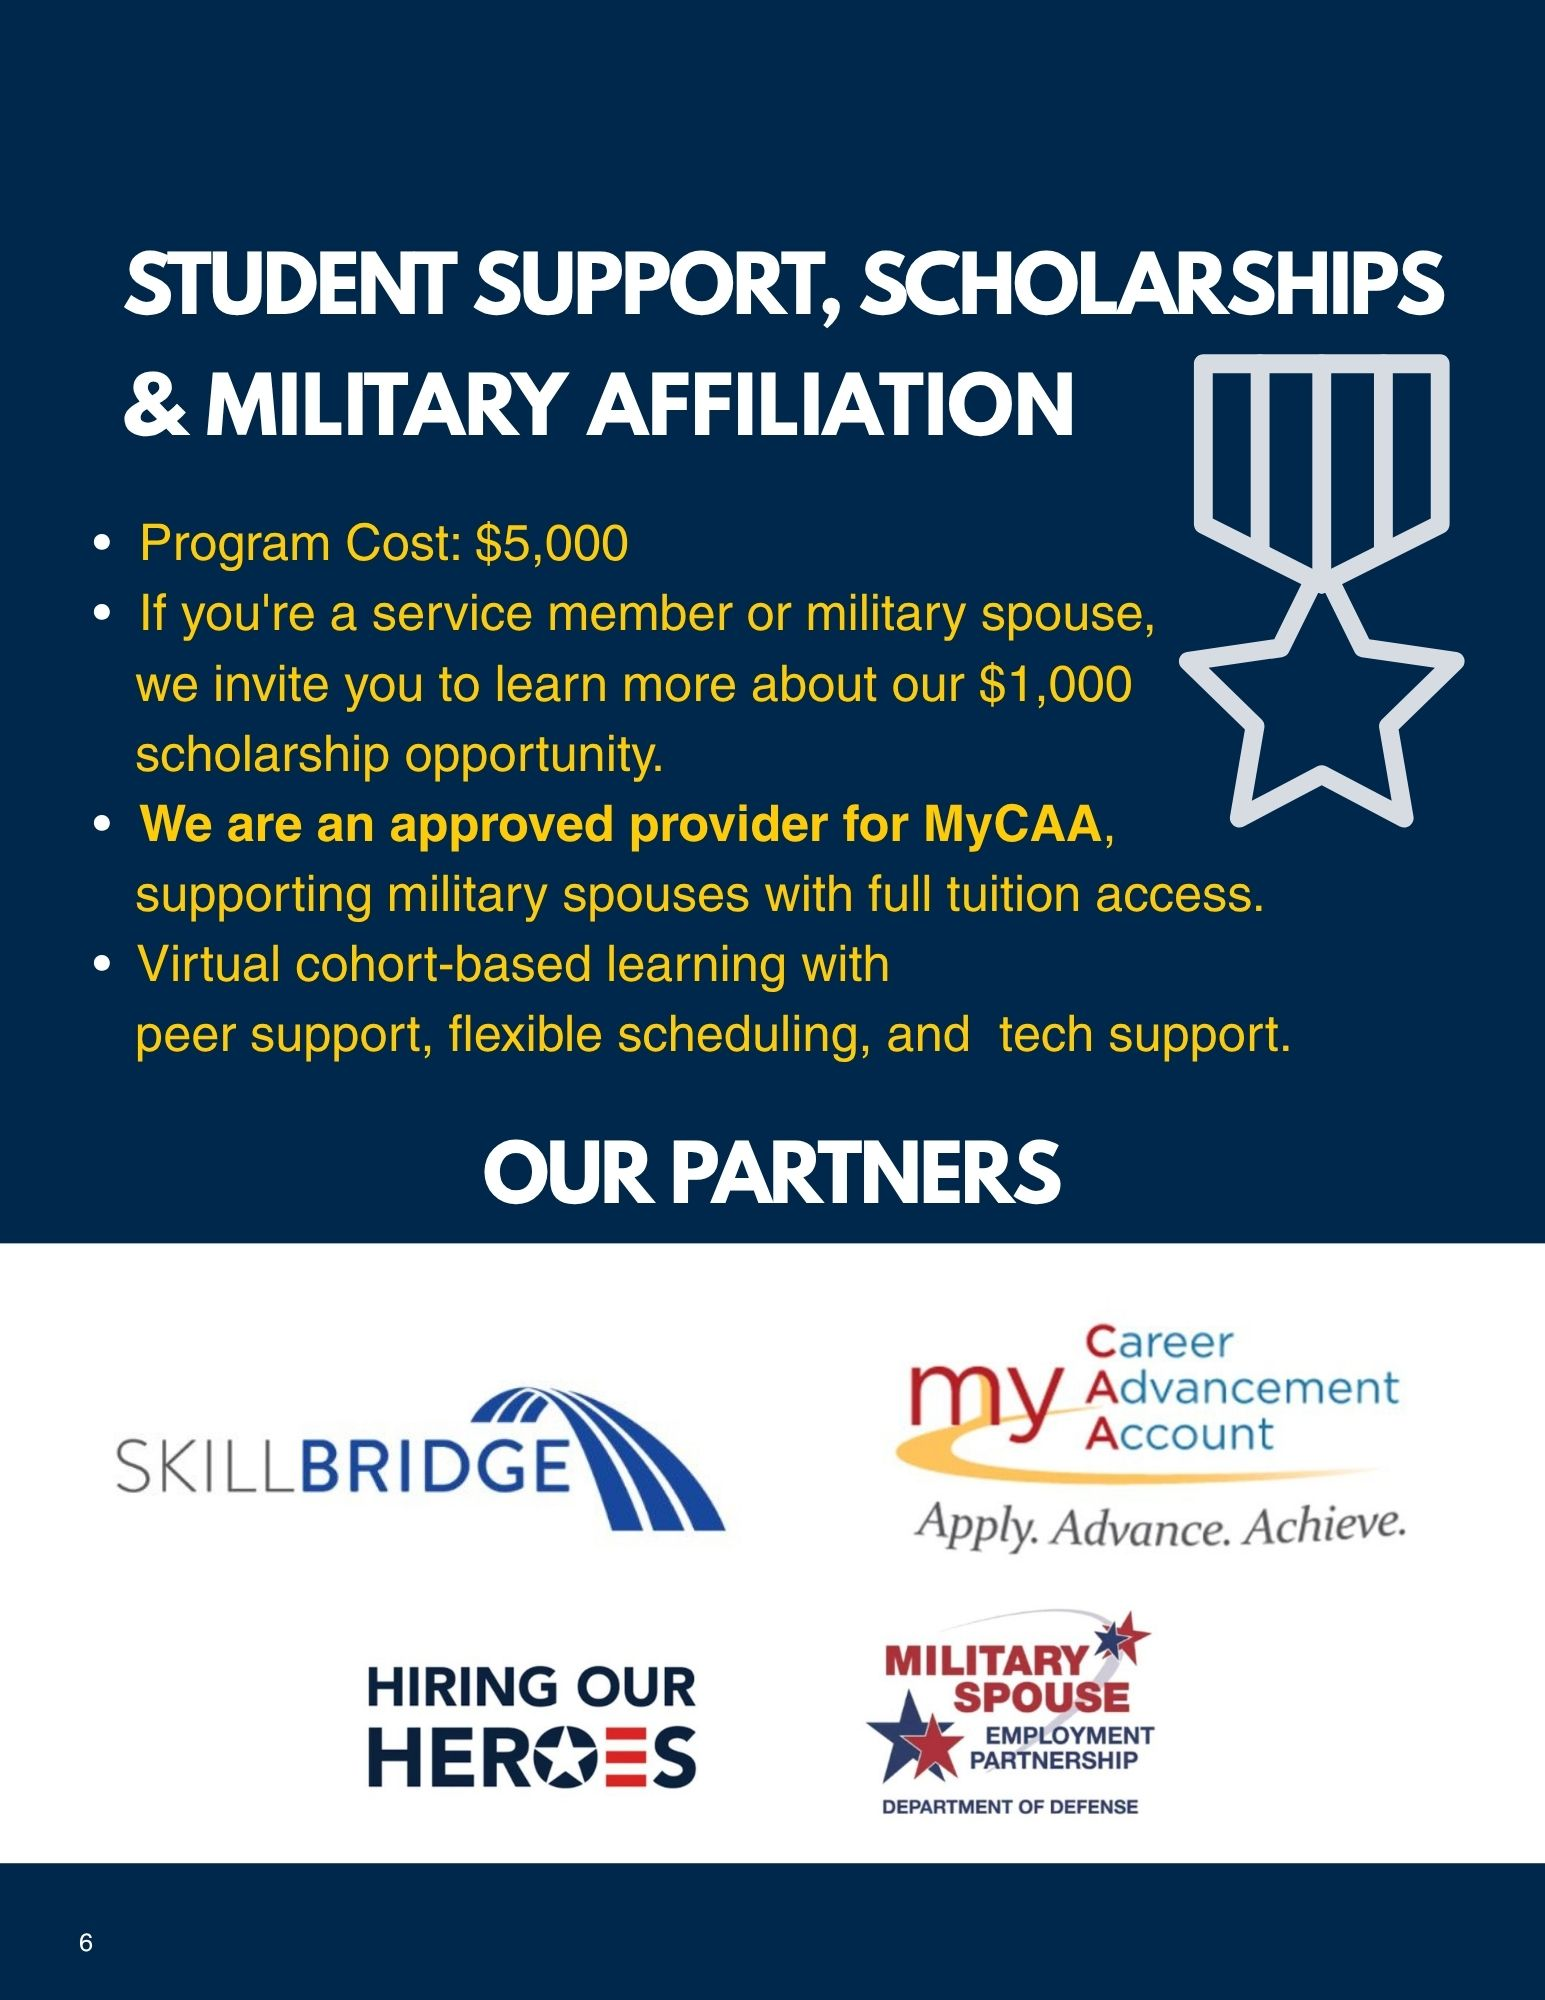 STUDENT SUPPORT, SCHOLARSHIPS
& MILITARY AFFILIATION
• Program Cost: $5,000
• If you're a service member or military spouse,
we invite you to learn more about our $1,000
scholarship opportunity.
• We are an approved provider for MyCAA,
supporting military spouses with full tuition access.
• Virtual cohort-based learning with
peer support, flexible scheduling, and  tech support.
OUR PARTNERS
SKILLBRIDGE
my Career
Advancement
Account
Apply. Advance. Achieve.
HIRING OUR
HEROES
MILITARY
SPOUSE
EMPLOYMENT
PARTNERSHIP
DEPARTMENT OF DEFENSE
6